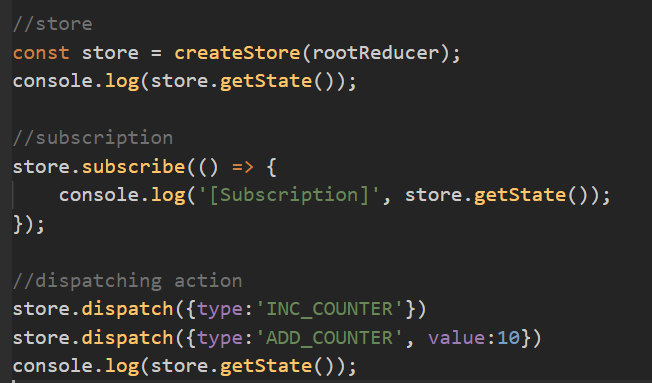 //store
const store = createStore(rootReducer);
console.log(store.getState());
//subscription
store.subscribe(() => {
    console.log('[Subscription]', store.getState());
});
//dispatching action
store.dispatch({type:'INC_COUNTER'})
store.dispatch({type:'ADD_COUNTER', value:10})
console.log(store.getState());